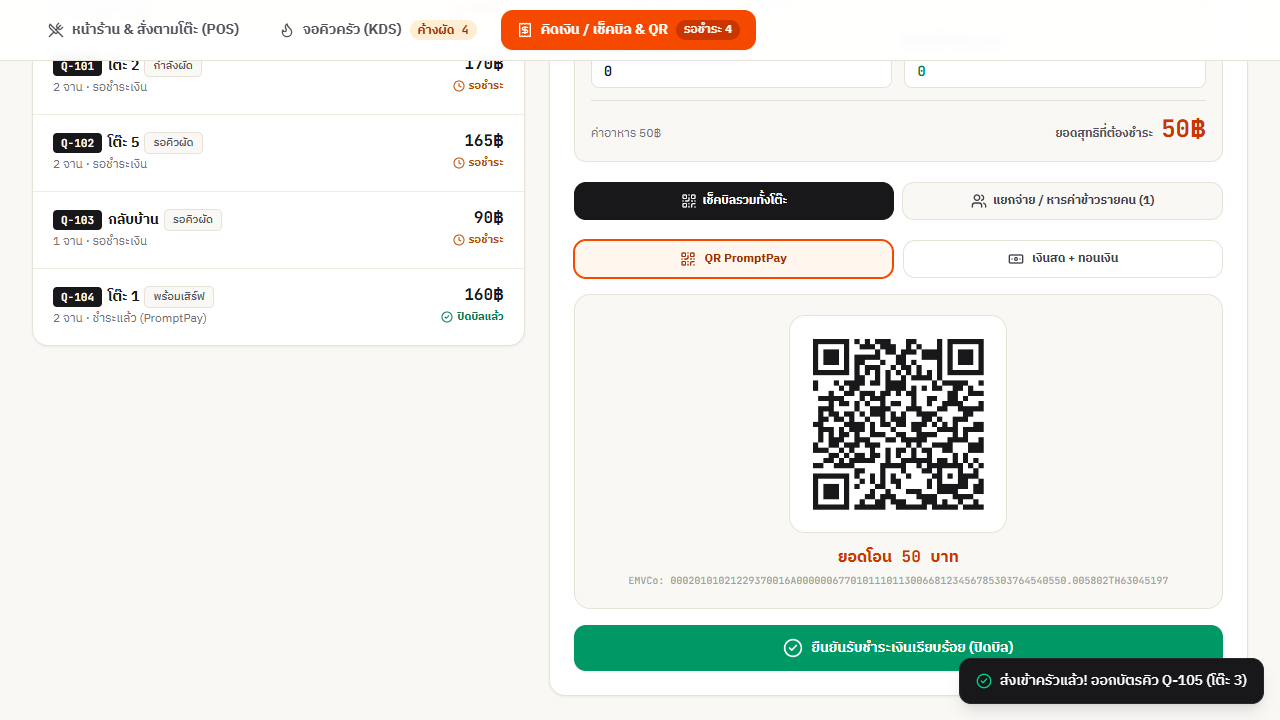 หน้าร้าน & สั่งตามโต๊ะ (POS)
จอคิวครัว (KDS)
ค้างผัด 4
คิดเงิน / เช็คบิล & QR
รอชำระ 4
Q-101 โต๊ะ 2 กำลังผัด
170฿
2 จาน · รอชำระเงิน
รอชำระ
Q-102 โต๊ะ 5 รอคิวผัด
165฿
2 จาน · รอชำระเงิน
รอชำระ
Q-103 กลับบ้าน รอคิวผัด
90฿
1 จาน · รอชำระเงิน
รอชำระ
Q-104 โต๊ะ 1 พร้อมเสิร์ฟ
160฿
2 จาน · ชำระแล้ว (PromptPay)
ปิดบิลแล้ว
0
0
ค่าอาหาร 50฿
ยอดสุทธิที่ต้องชำระ 50฿
เช็คบิลรวมทั้งโต๊ะ
แยกจ่าย / หารค่าข้าวรายคน (1)
QR PromptPay
เงินสด + ทอนเงิน
ยอดโอน 50 บาท
EMVCo: 00020101021229370016A000000677010111011300668123456785303764540550.005802TH63045197
ยืนยันรับชำระเงินเรียบร้อย (ปิดบิล)
ส่งเข้าครัวแล้ว! ออกบัตรคิว Q-105 (โต๊ะ 3)